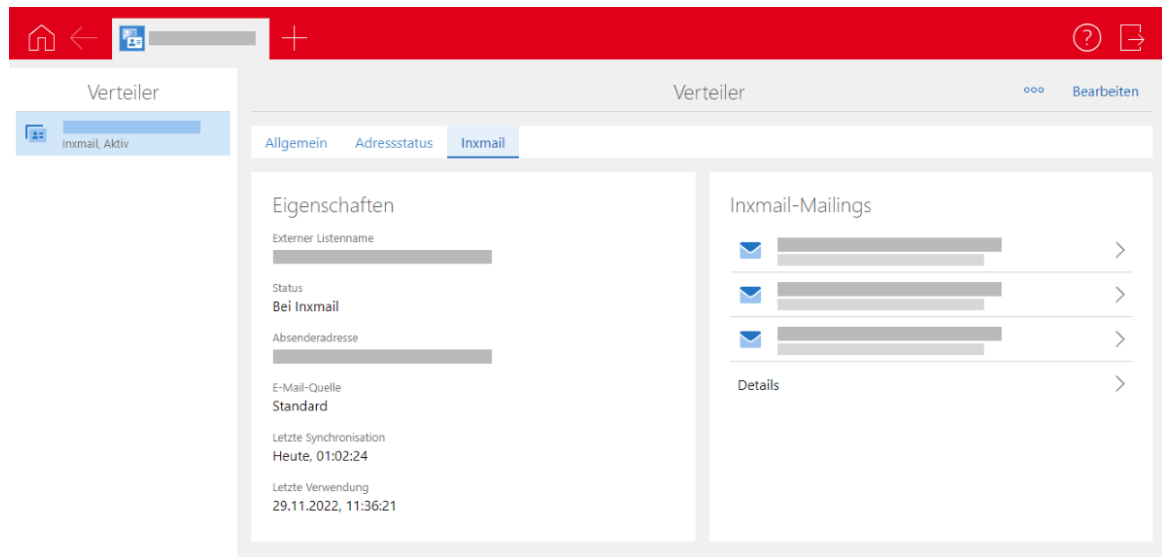 Verteiler
Inxmail, Aktiv
Verteiler
Bearbeiten
Allgemein
Adressstatus
Inxmail
Eigenschaften
Externer Listenname
Status
Bei Inxmail
Absenderadresse
E-Mail-Quelle
Standard
Letzte Synchronisation
Heute, 01:02:24
Letzte Verwendung
29.11.2022, 11:36:21
Inxmail-Mailings
Details